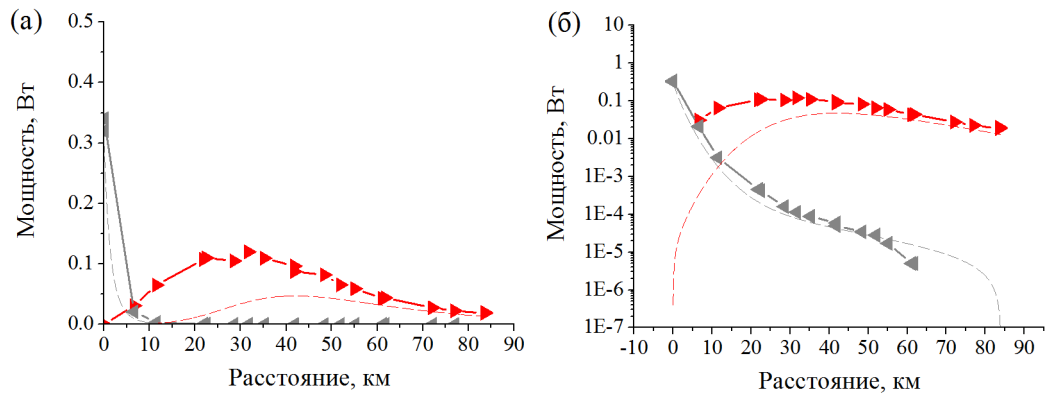 (а)
Мощность, Вт
0.5
0.4
0.3
0.2
0.1
0.0
0 10 20 30 40 50 60 70 80 90
Расстояние, км
(б)
Мощность, Вт
10
1
0.1
0.01
1E-3
1E-4
1E-5
1E-6
1E-7
-10 0 10 20 30 40 50 60 70 80 90
Расстояние, км